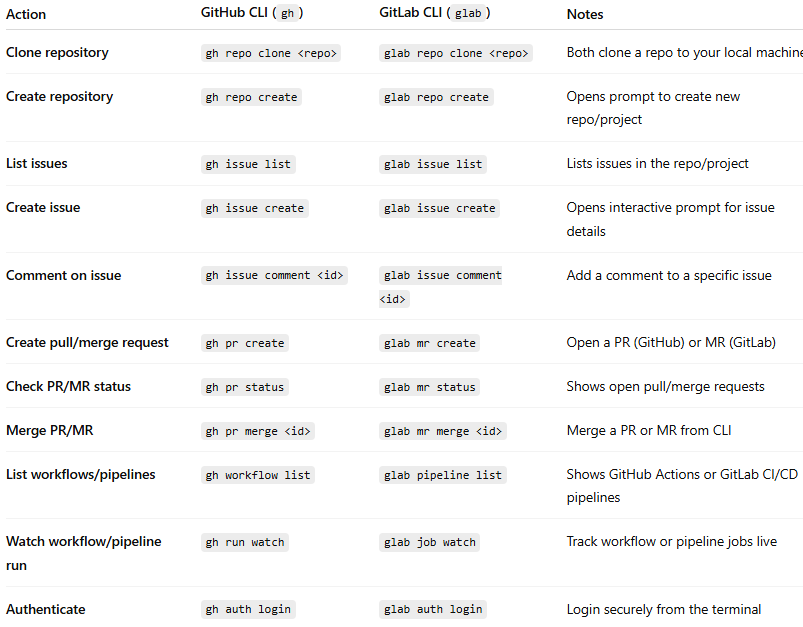 Action GitHub CLI ( gh ) GitLab CLI ( glab ) Notes
Clone repository gh repo clone <repo> glab repo clone <repo> Both clone a repo to your local machine
Create repository gh repo create glab repo create Opens prompt to create new
repo/project
List issues gh issue list glab issue list Lists issues in the repo/project
Create issue gh issue create glab issue create Opens interactive prompt for issue
details
Comment on issue gh issue comment <id> glab issue comment Add a comment to a specific issue
<id>
Create pull/merge request gh pr create glab mr create Open a PR (GitHub) or MR (GitLab)
Check PR/MR status gh pr status glab mr status Shows open pull/merge requests
Merge PR/MR gh pr merge <id> glab mr merge <id> Merge a PR or MR from CLI
List workflows/pipelines gh workflow list glab pipeline list Shows GitHub Actions or GitLab CI/CD
pipelines
Watch workflow/pipeline gh run watch glab job watch Track workflow or pipeline jobs live
run
Authenticate gh auth login glab auth login Login securely from the terminal